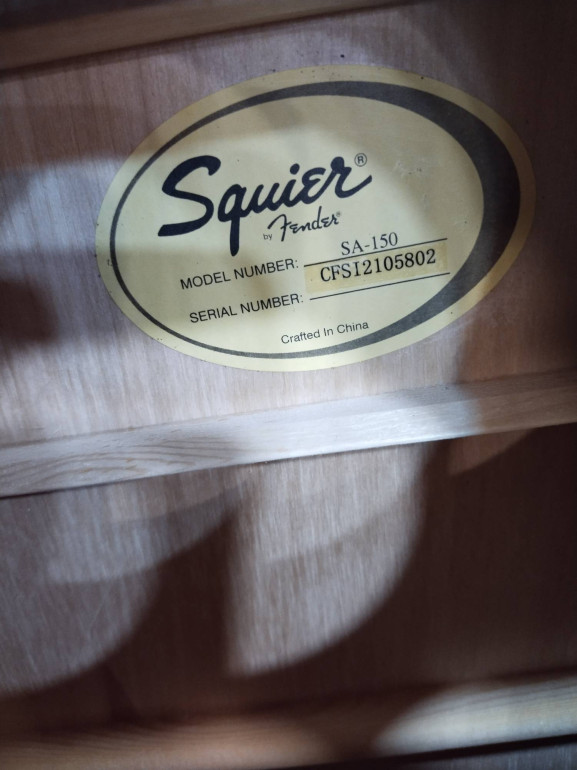 Squier®
by Fender®
MODEL NUMBER: SA-150
SERIAL NUMBER: CFSI2105802
Crafted In China